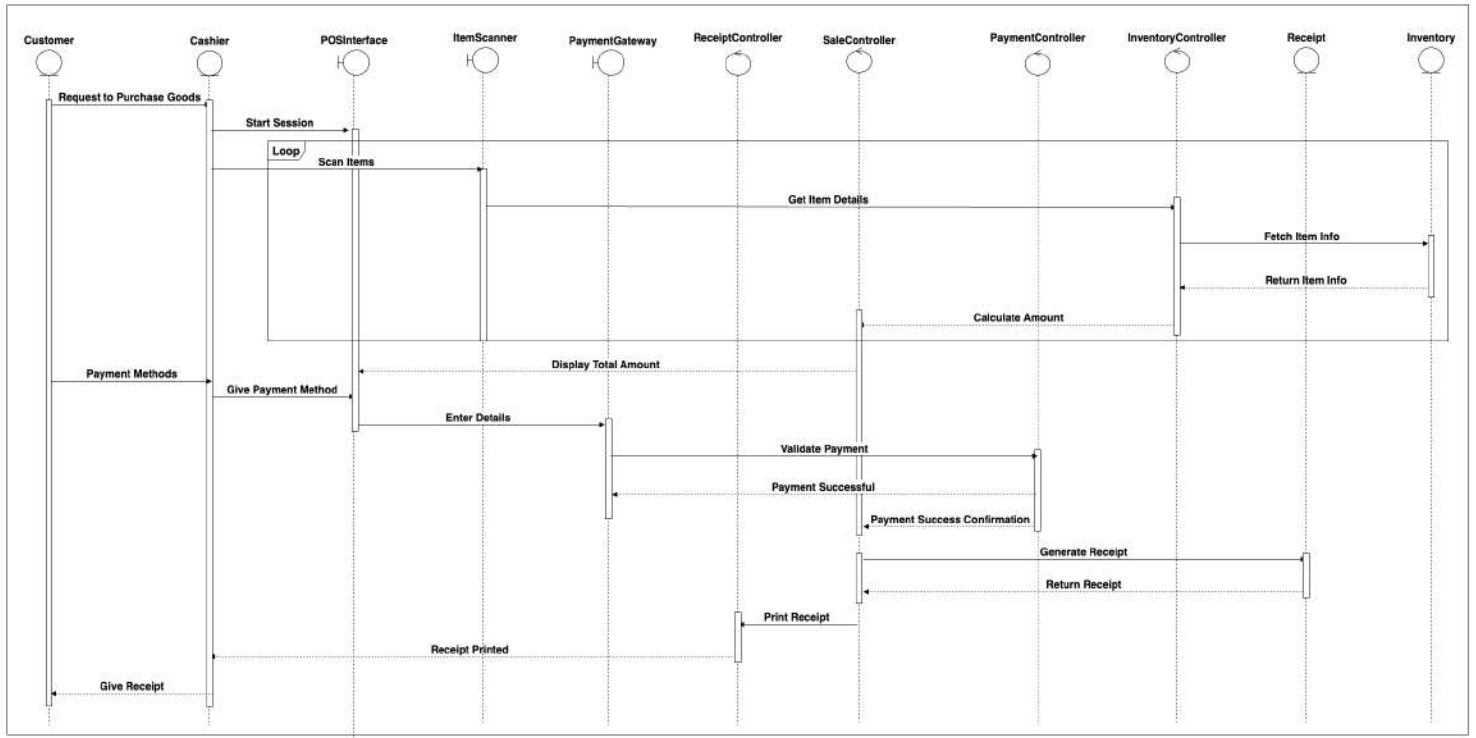 Customer
Cashier
POSInterface
ItemScanner
PaymentGateway
ReceiptController
SaleController
PaymentController
InventoryController
Receipt
Inventory
Request to Purchase Goods
Start Session
Loop
Scan Items
Get Item Details
Fetch Item Info
Return Item Info
Calculate Amount
Display Total Amount
Payment Methods
Give Payment Method
Enter Details
Validate Payment
Payment Successful
Payment Success Confirmation
Generate Receipt
Return Receipt
Print Receipt
Receipt Printed
Give Receipt